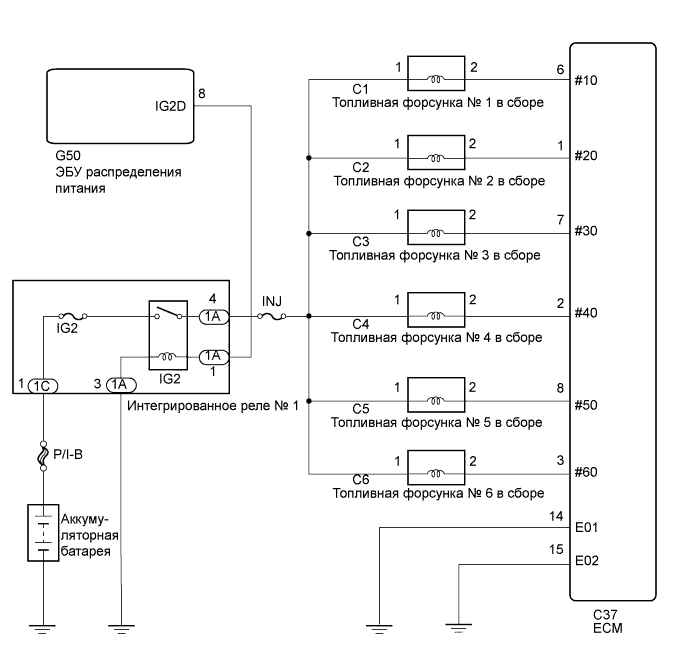 8
IG2D
G50
ЭБУ распределения
питания
1 2 6 #10
C1
Топливная форсунка № 1 в сборе
1 2 1 #20
C2
Топливная форсунка № 2 в сборе
1 2 7 #30
C3
Топливная форсунка № 3 в сборе
1 2 2 #40
C4
Топливная форсунка № 4 в сборе
1 2 8 #50
C5
Топливная форсунка № 5 в сборе
1 2 3 #60
C6
Топливная форсунка № 6 в сборе
14 E01
15 E02
C37
ECM
4 INJ
IG2 1A
1A
IG2 1
1 1C 3 1A
Интегрированное реле № 1
P/I-B
Аккуму-
ляторная
батарея